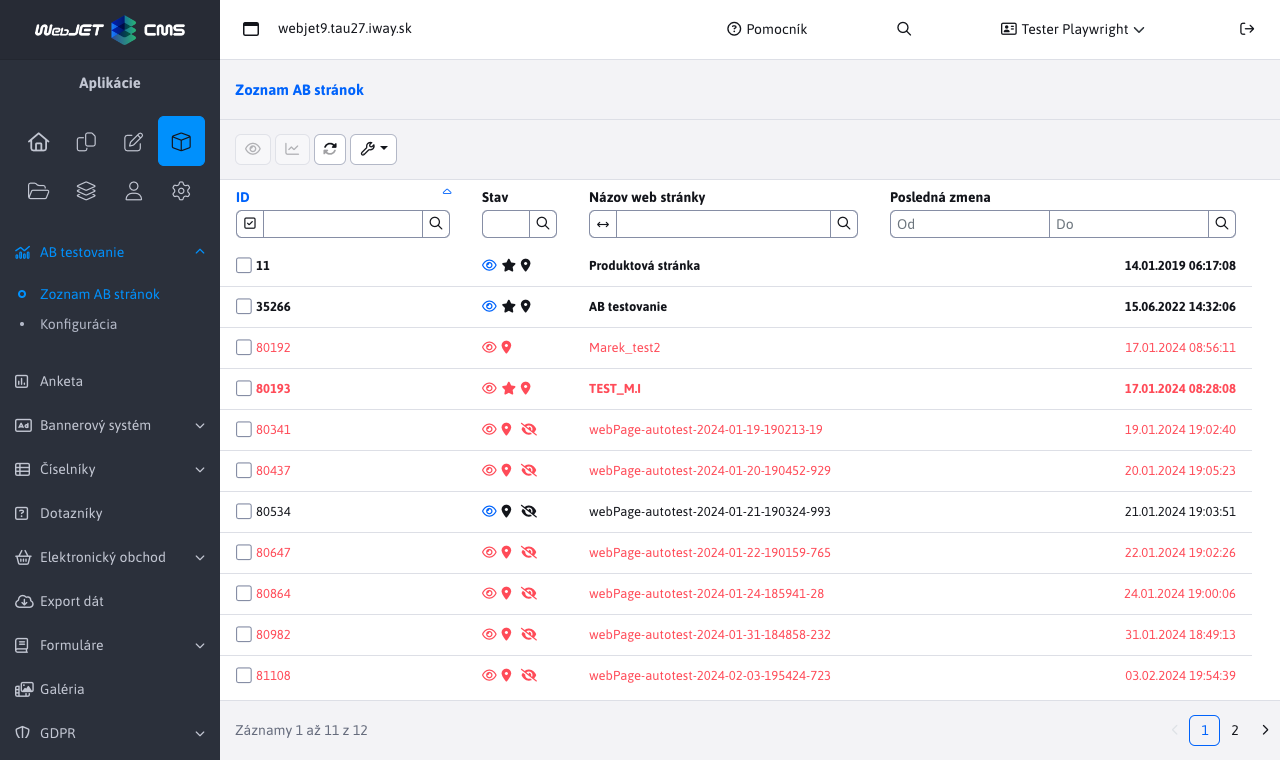 WebJET CMS
webjet9.tau27.iway.sk
Pomocník
Tester Playwright
Aplikácie
AB testovanie
Zoznam AB stránok
Konfigurácia
Anketa
Bannerový systém
Číselníky
Dotazníky
Elektronický obchod
Export dát
Formuláre
Galéria
GDPR
Zoznam AB stránok
ID Stav Názov web stránky Posledná zmena
Od Do
11 Produktová stránka 14.01.2019 06:17:08
35266 AB testovanie 15.06.2022 14:32:06
80192 Marek_test2 17.01.2024 08:56:11
80193 TEST_M.I 17.01.2024 08:28:08
80341 webPage-autotest-2024-01-19-190213-19 19.01.2024 19:02:40
80437 webPage-autotest-2024-01-20-190452-929 20.01.2024 19:05:23
80534 webPage-autotest-2024-01-21-190324-993 21.01.2024 19:03:51
80647 webPage-autotest-2024-01-22-190159-765 22.01.2024 19:02:26
80864 webPage-autotest-2024-01-24-185941-28 24.01.2024 19:00:06
80982 webPage-autotest-2024-01-31-184858-232 31.01.2024 18:49:13
81108 webPage-autotest-2024-02-03-195424-723 03.02.2024 19:54:39
Záznamy 1 až 11 z 12
1 2